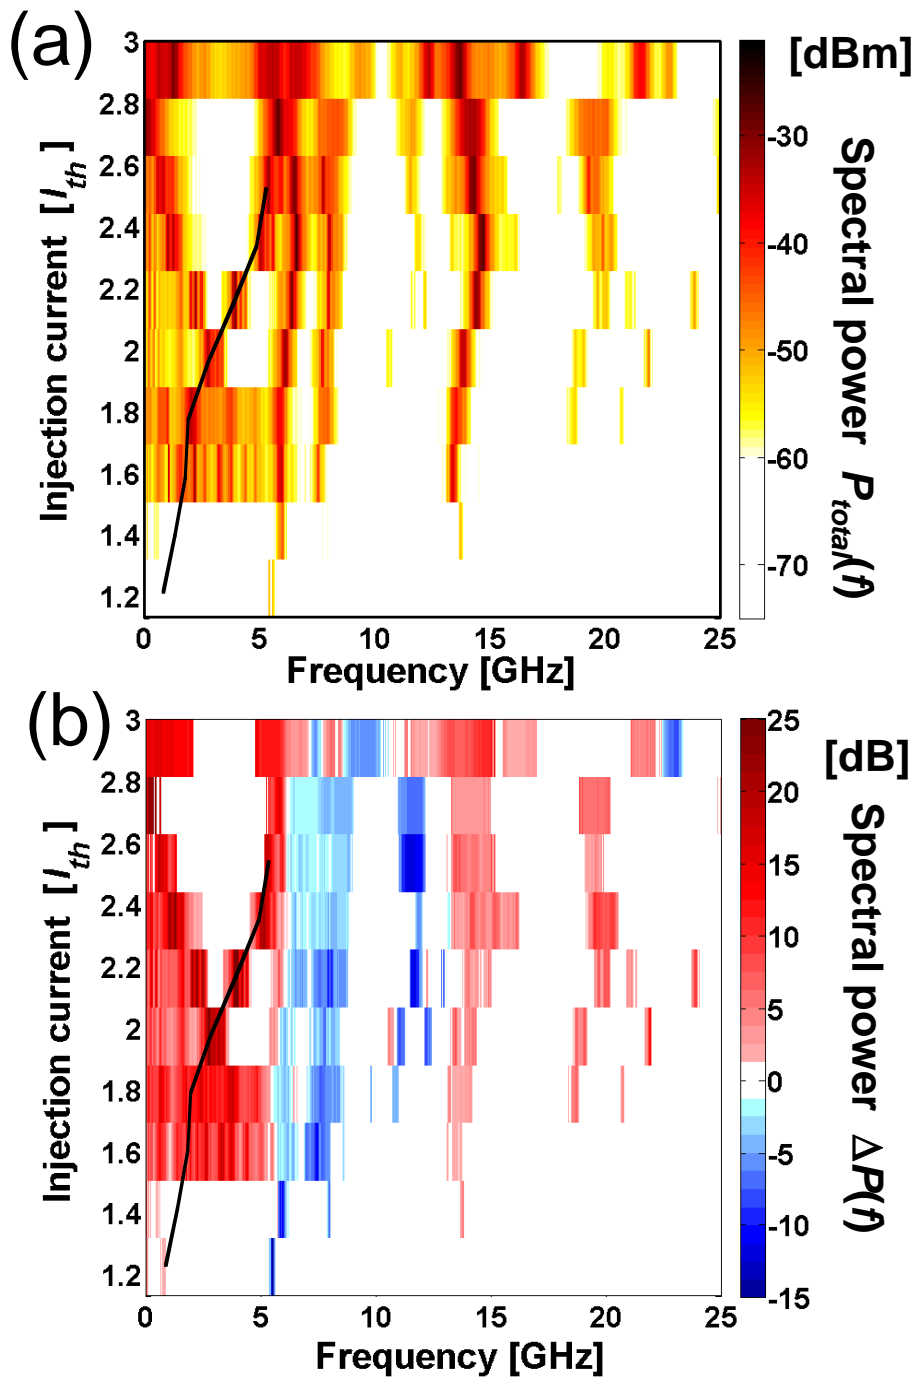 (a)
[dBm]
3
2.8
2.6
2.4
2.2
2
1.8
1.6
1.4
1.2
Injection current [I_th]
0 5 10 15 20 25
Frequency [GHz]
-30
-40
-50
-60
-70
Spectral power P_total(f)
(b)
[dB]
3
2.8
2.6
2.4
2.2
2
1.8
1.6
1.4
1.2
Injection current [I_th]
0 5 10 15 20 25
Frequency [GHz]
25
20
15
10
5
0
-5
-10
-15
Spectral power ΔP(f)